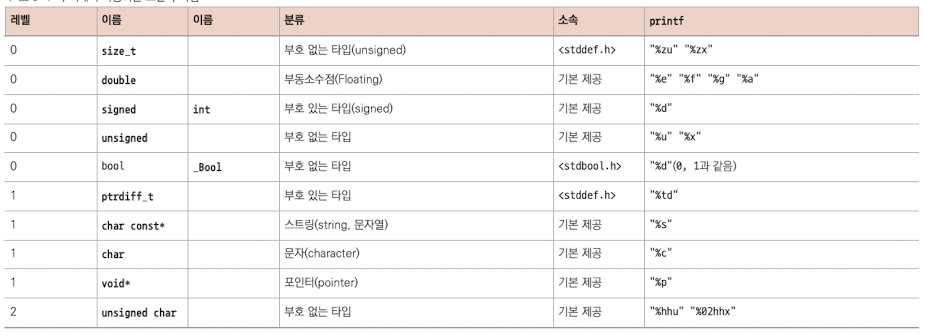 레벨 이름 이름 분류 소속 printf
0 size_t 부호 없는 타입(unsigned) <stddef.h> "%zu" "%zx"
0 double 부동소수점(Floating) 기본 제공 "%e" "%f" "%g" "%a"
0 signed int 부호 있는 타입(signed) 기본 제공 "%d"
0 unsigned 부호 없는 타입 기본 제공 "%u" "%x"
0 bool _Bool 부호 없는 타입 <stdbool.h> "%d"(0, 1과 같음)
1 ptrdiff_t 부호 있는 타입 <stddef.h> "%td"
1 char const* 스트링(string, 문자열) 기본 제공 "%s"
1 char 문자(character) 기본 제공 "%c"
1 void* 포인터(pointer) 기본 제공 "%p"
2 unsigned char 부호 없는 타입 기본 제공 "%hhu" "%02hhx"